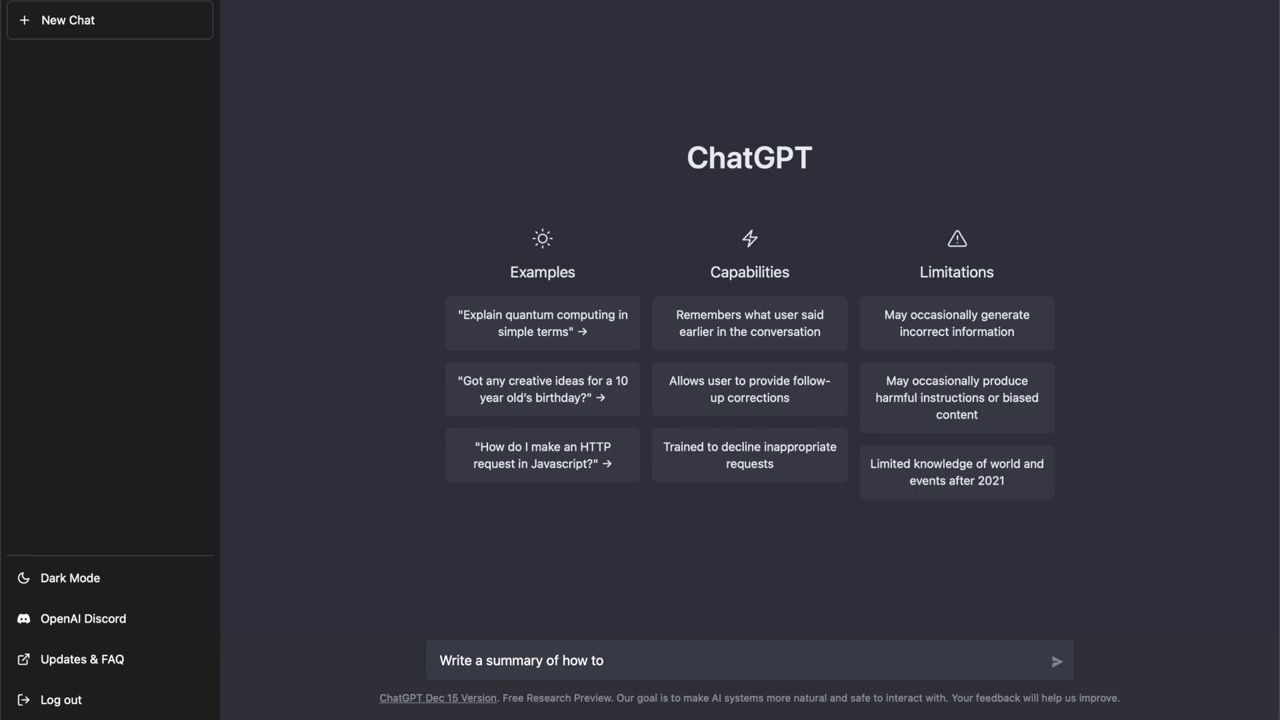 New Chat
ChatGPT
Examples
Capabilities
Limitations
"Explain quantum computing in
simple terms" →
Remembers what user said
earlier in the conversation
May occasionally generate
incorrect information
"Got any creative ideas for a 10
year old's birthday?" →
Allows user to provide follow-
up corrections
May occasionally produce
harmful instructions or biased
content
"How do I make an HTTP
request in Javascript?" →
Trained to decline inappropriate
requests
Limited knowledge of world and
events after 2021
Dark Mode
OpenAI Discord
Updates & FAQ
Log out
Write a summary of how to
ChatGPT Dec 15 Version. Free Research Preview. Our goal is to make AI systems more natural and safe to interact with. Your feedback will help us improve.